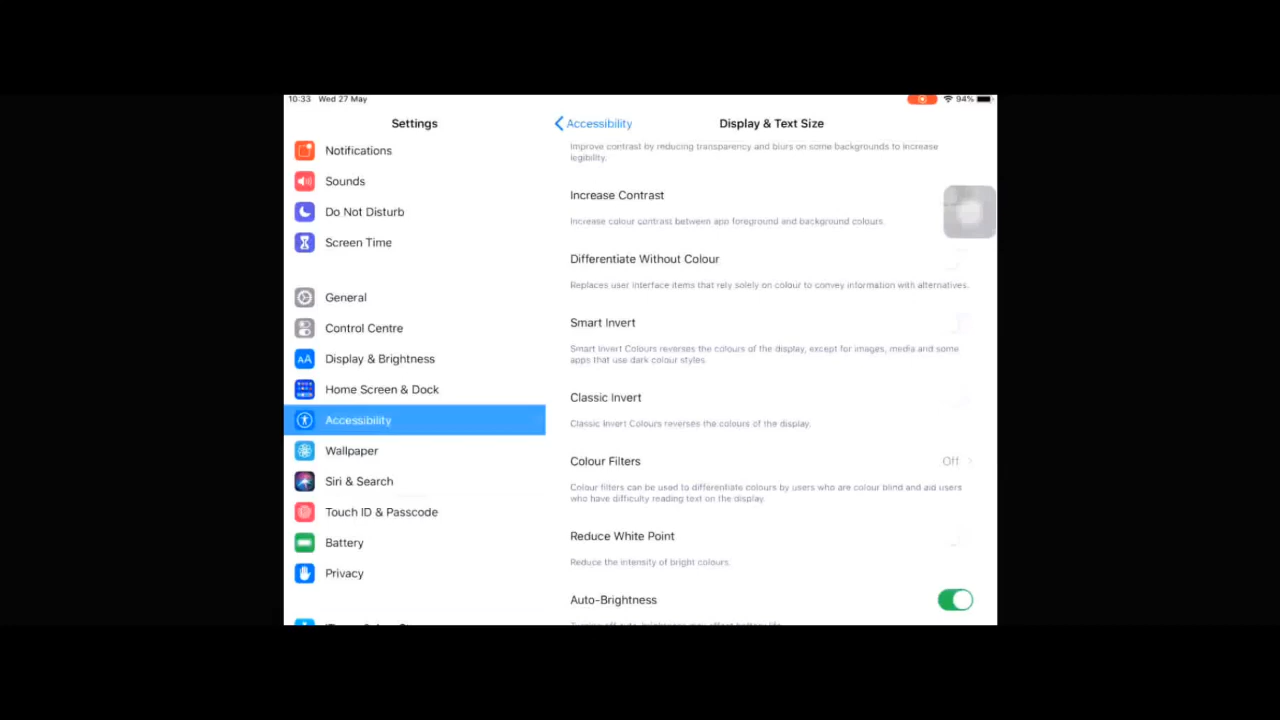 10:33 Wed 27 May
94%
Settings
Notifications
Sounds
Do Not Disturb
Screen Time
General
Control Centre
Display & Brightness
Home Screen & Dock
Accessibility
Wallpaper
Siri & Search
Touch ID & Passcode
Battery
Privacy
Accessibility
Display & Text Size
Improve contrast by reducing transparency and blurs on some backgrounds to increase
legibility.
Increase Contrast
Increase colour contrast between app foreground and background colours.
Differentiate Without Colour
Replaces user interface items that rely solely on colour to convey information with alternatives.
Smart Invert
Smart Invert Colours reverses the colours of the display, except for images, media and some
apps that use dark colour styles.
Classic Invert
Classic Invert Colours reverses the colours of the display.
Colour Filters
Off
Colour filters can be used to differentiate colours by users who are colour blind and aid users
who have difficulty reading text on the display.
Reduce White Point
Reduce the intensity of bright colours.
Auto-Brightness